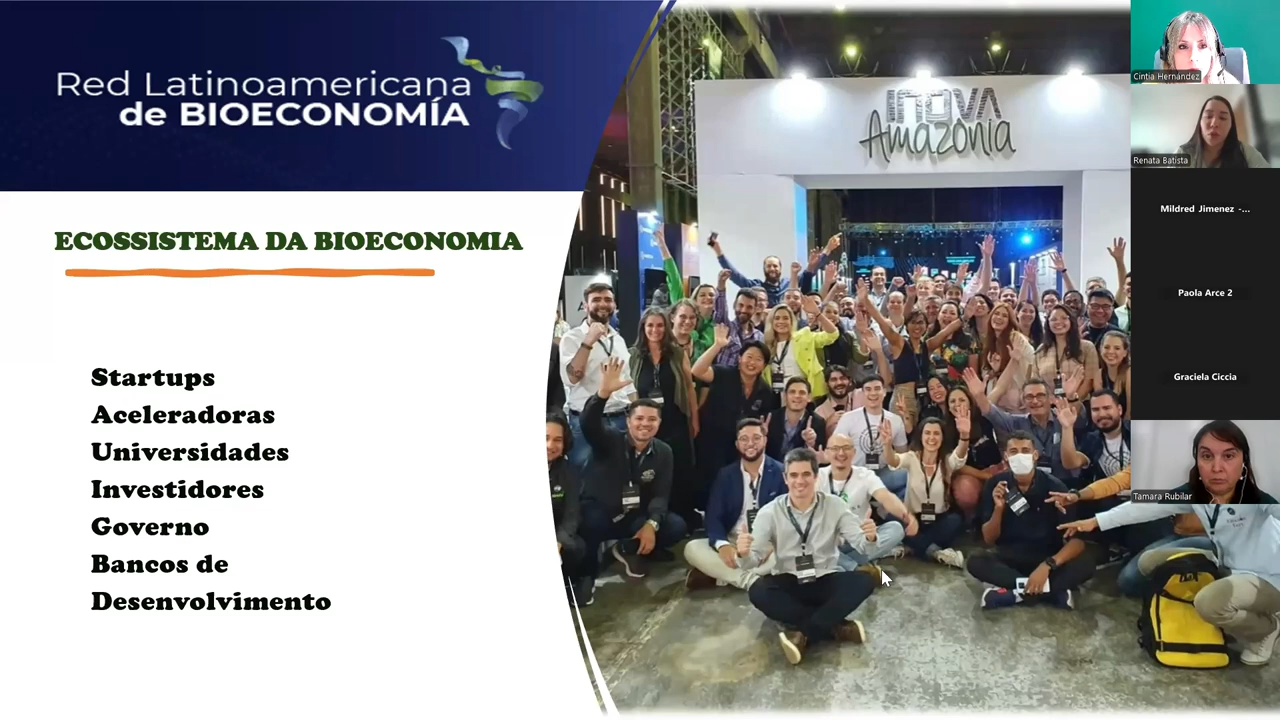 Red Latinoamericana
de BIOECONOMÍA
ECOSSISTEMA DA BIOECONOMIA
Startups
Aceleradoras
Universidades
Investidores
Governo
Bancos de
Desenvolvimento
INOVA
Amazônia
Cintia Hernández
Renata Batista
Mildred Jimenez -...
Paola Arce 2
Graciela Ciccia
Tamara Rubilar